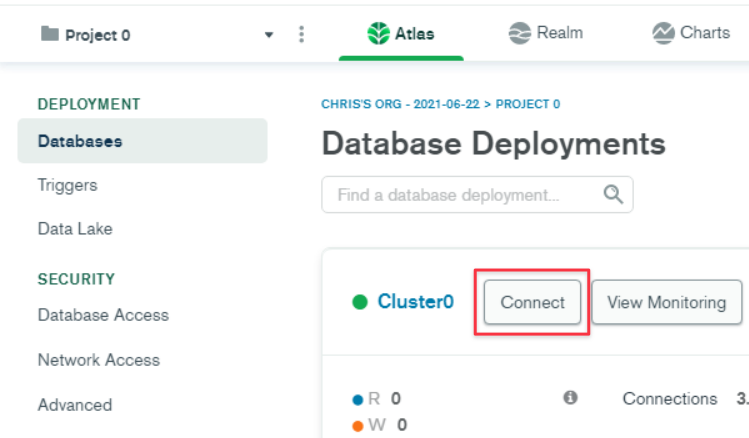 Project 0
Atlas
Realm
Charts
DEPLOYMENT
Databases
Triggers
Data Lake
SECURITY
Database Access
Network Access
Advanced
CHRIS'S ORG - 2021-06-22 > PROJECT 0
Database Deployments
Find a database deployment...
Cluster0
Connect
View Monitoring
R 0
W 0
Connections 3.